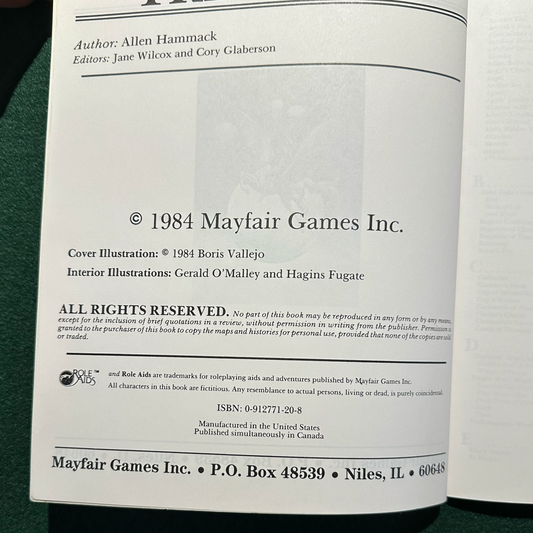 Author: Allen Hammack
Editors: Jane Wilcox and Cory Glaberson
© 1984 Mayfair Games Inc.
Cover Illustration: © 1984 Boris Vallejo
Interior Illustrations: Gerald O'Malley and Hagins Fugate
ALL RIGHTS RESERVED. No part of this book may be reproduced in any form or by any means,
except for the inclusion of brief quotations in a review, without permission in writing from the publisher. Permission is
granted to the purchaser of this book to copy the maps and histories for personal use, provided that none of the copies are sold
or traded.
ROLE AIDS™ and Role Aids are trademarks for roleplaying aids and adventures published by Mayfair Games Inc.
All characters in this book are fictitious. Any resemblance to actual persons, living or dead, is purely coincidental.
ISBN: 0-912771-20-8
Manufactured in the United States
Published simultaneously in Canada
Mayfair Games Inc. • P.O. Box 48539 • Niles, IL • 60648